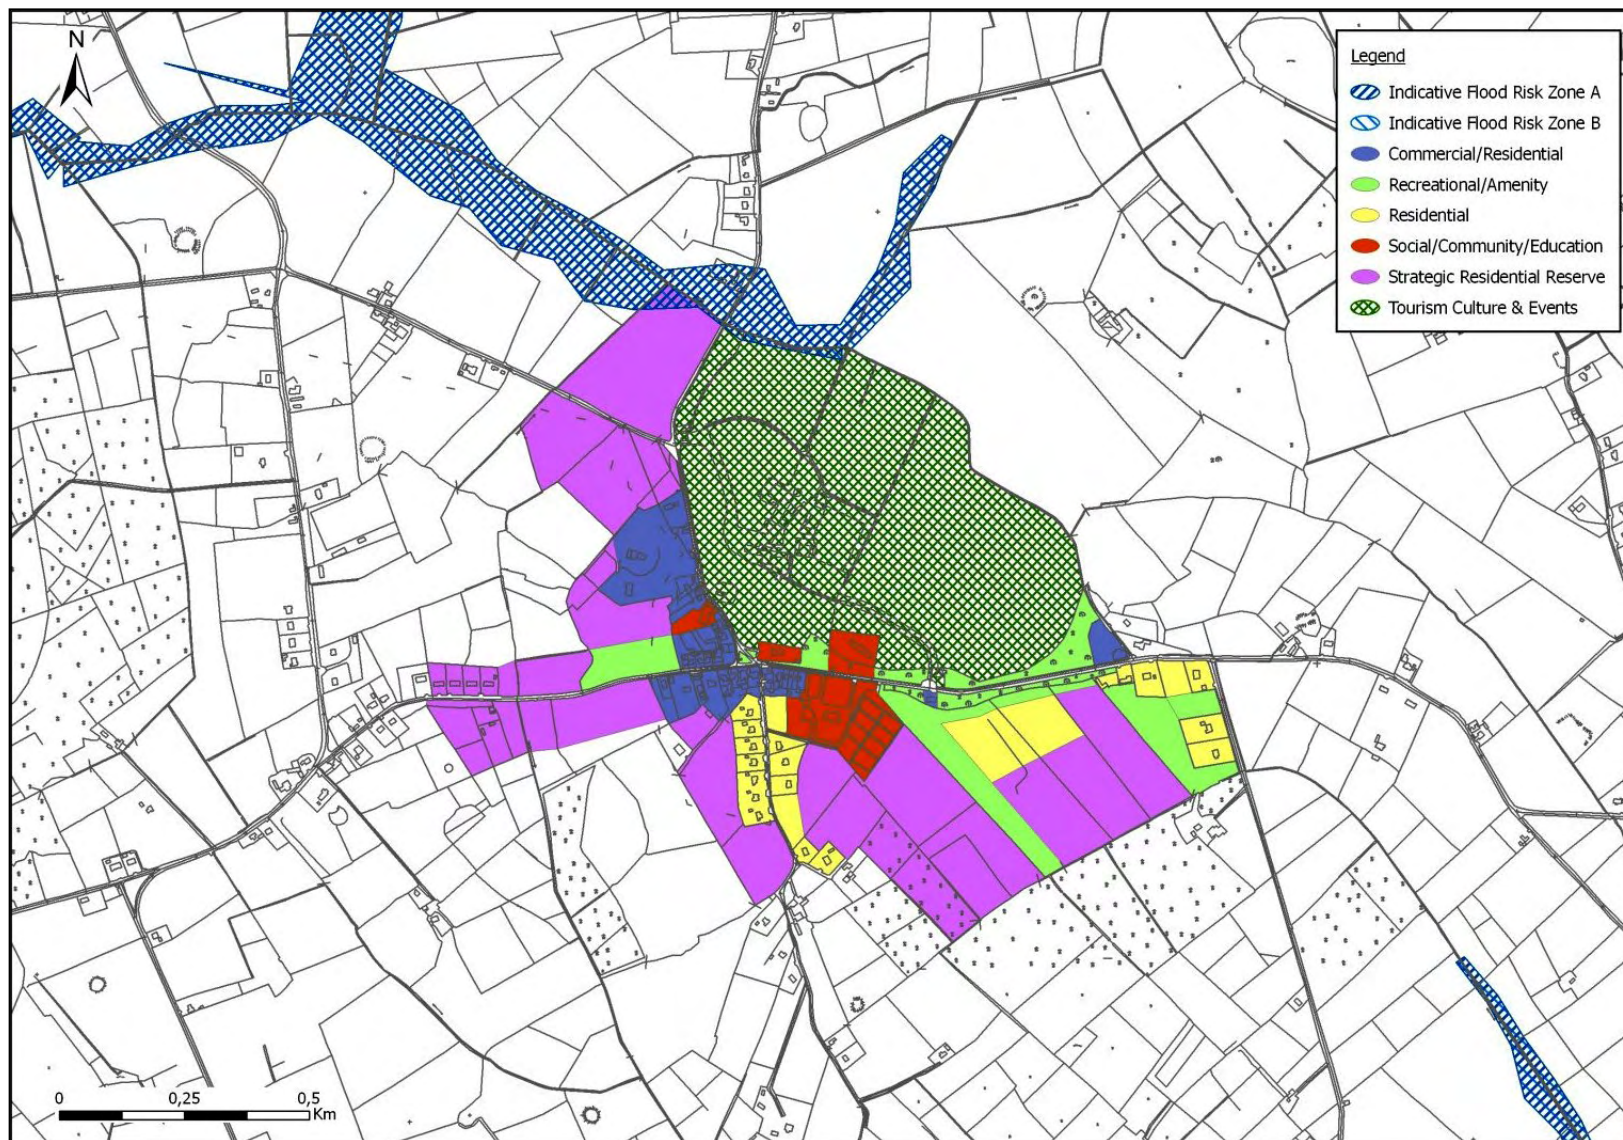 N
Legend
Indicative Flood Risk Zone A
Indicative Flood Risk Zone B
Commercial/Residential
Recreational/Amenity
Residential
Social/Community/Education
Strategic Residential Reserve
Tourism Culture & Events
0 0,25 0,5
Km